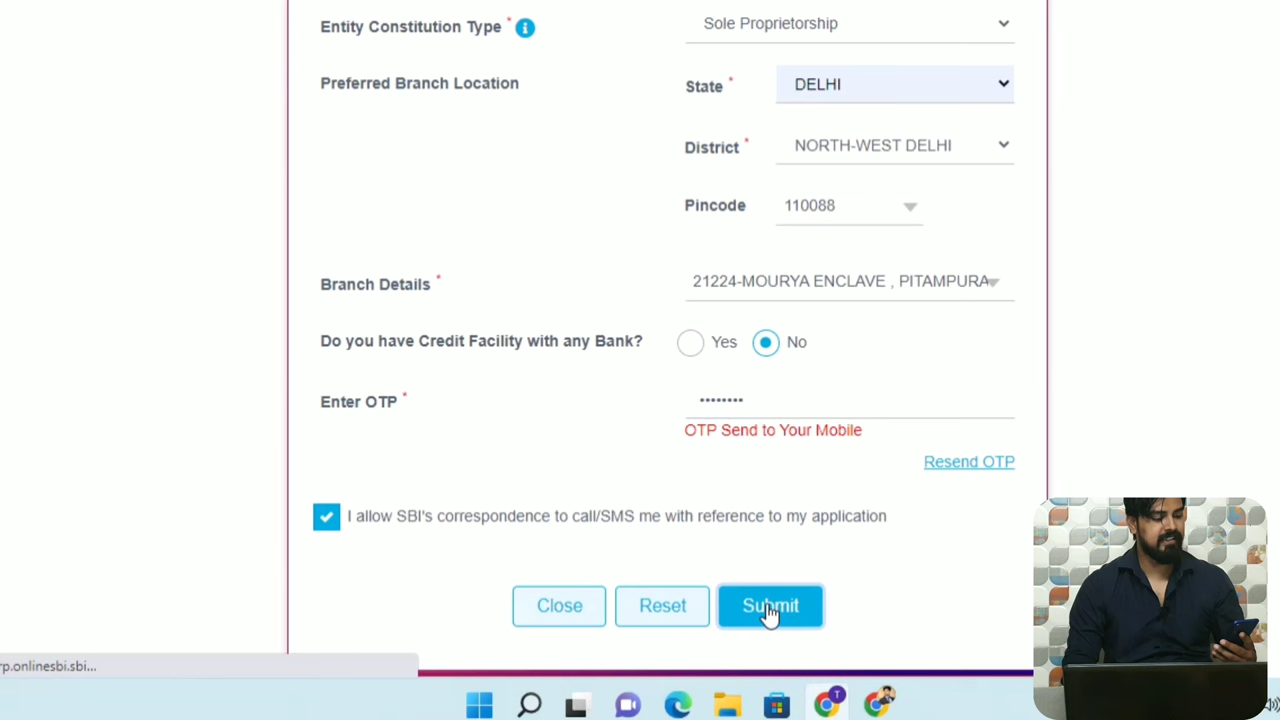 Entity Constitution Type * i
Sole Proprietorship
Preferred Branch Location
State * DELHI
District * NORTH-WEST DELHI
Pincode 110088
Branch Details *
21224-MOURYA ENCLAVE , PITAMPURA
Do you have Credit Facility with any Bank?
Yes No
Enter OTP *
••••••••
OTP Send to Your Mobile
Resend OTP
I allow SBI's correspondence to call/SMS me with reference to my application
Close Reset Submit
rp.onlinesbi.sbi...
T